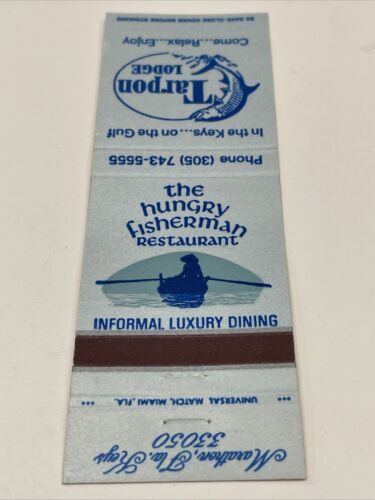 BE SAFE-CLOSE COVER BEFORE STRIKING
Come...Relax...Enjoy
Tarpon
LODGE
In the Keys...on the Gulf
Phone (305) 743-5555
the
hungry
fisherman
restaurant
INFORMAL LUXURY DINING
... UNIVERSAL MATCH, MIAMI, FLA. ...
Marathon, Fla. Keys
33050